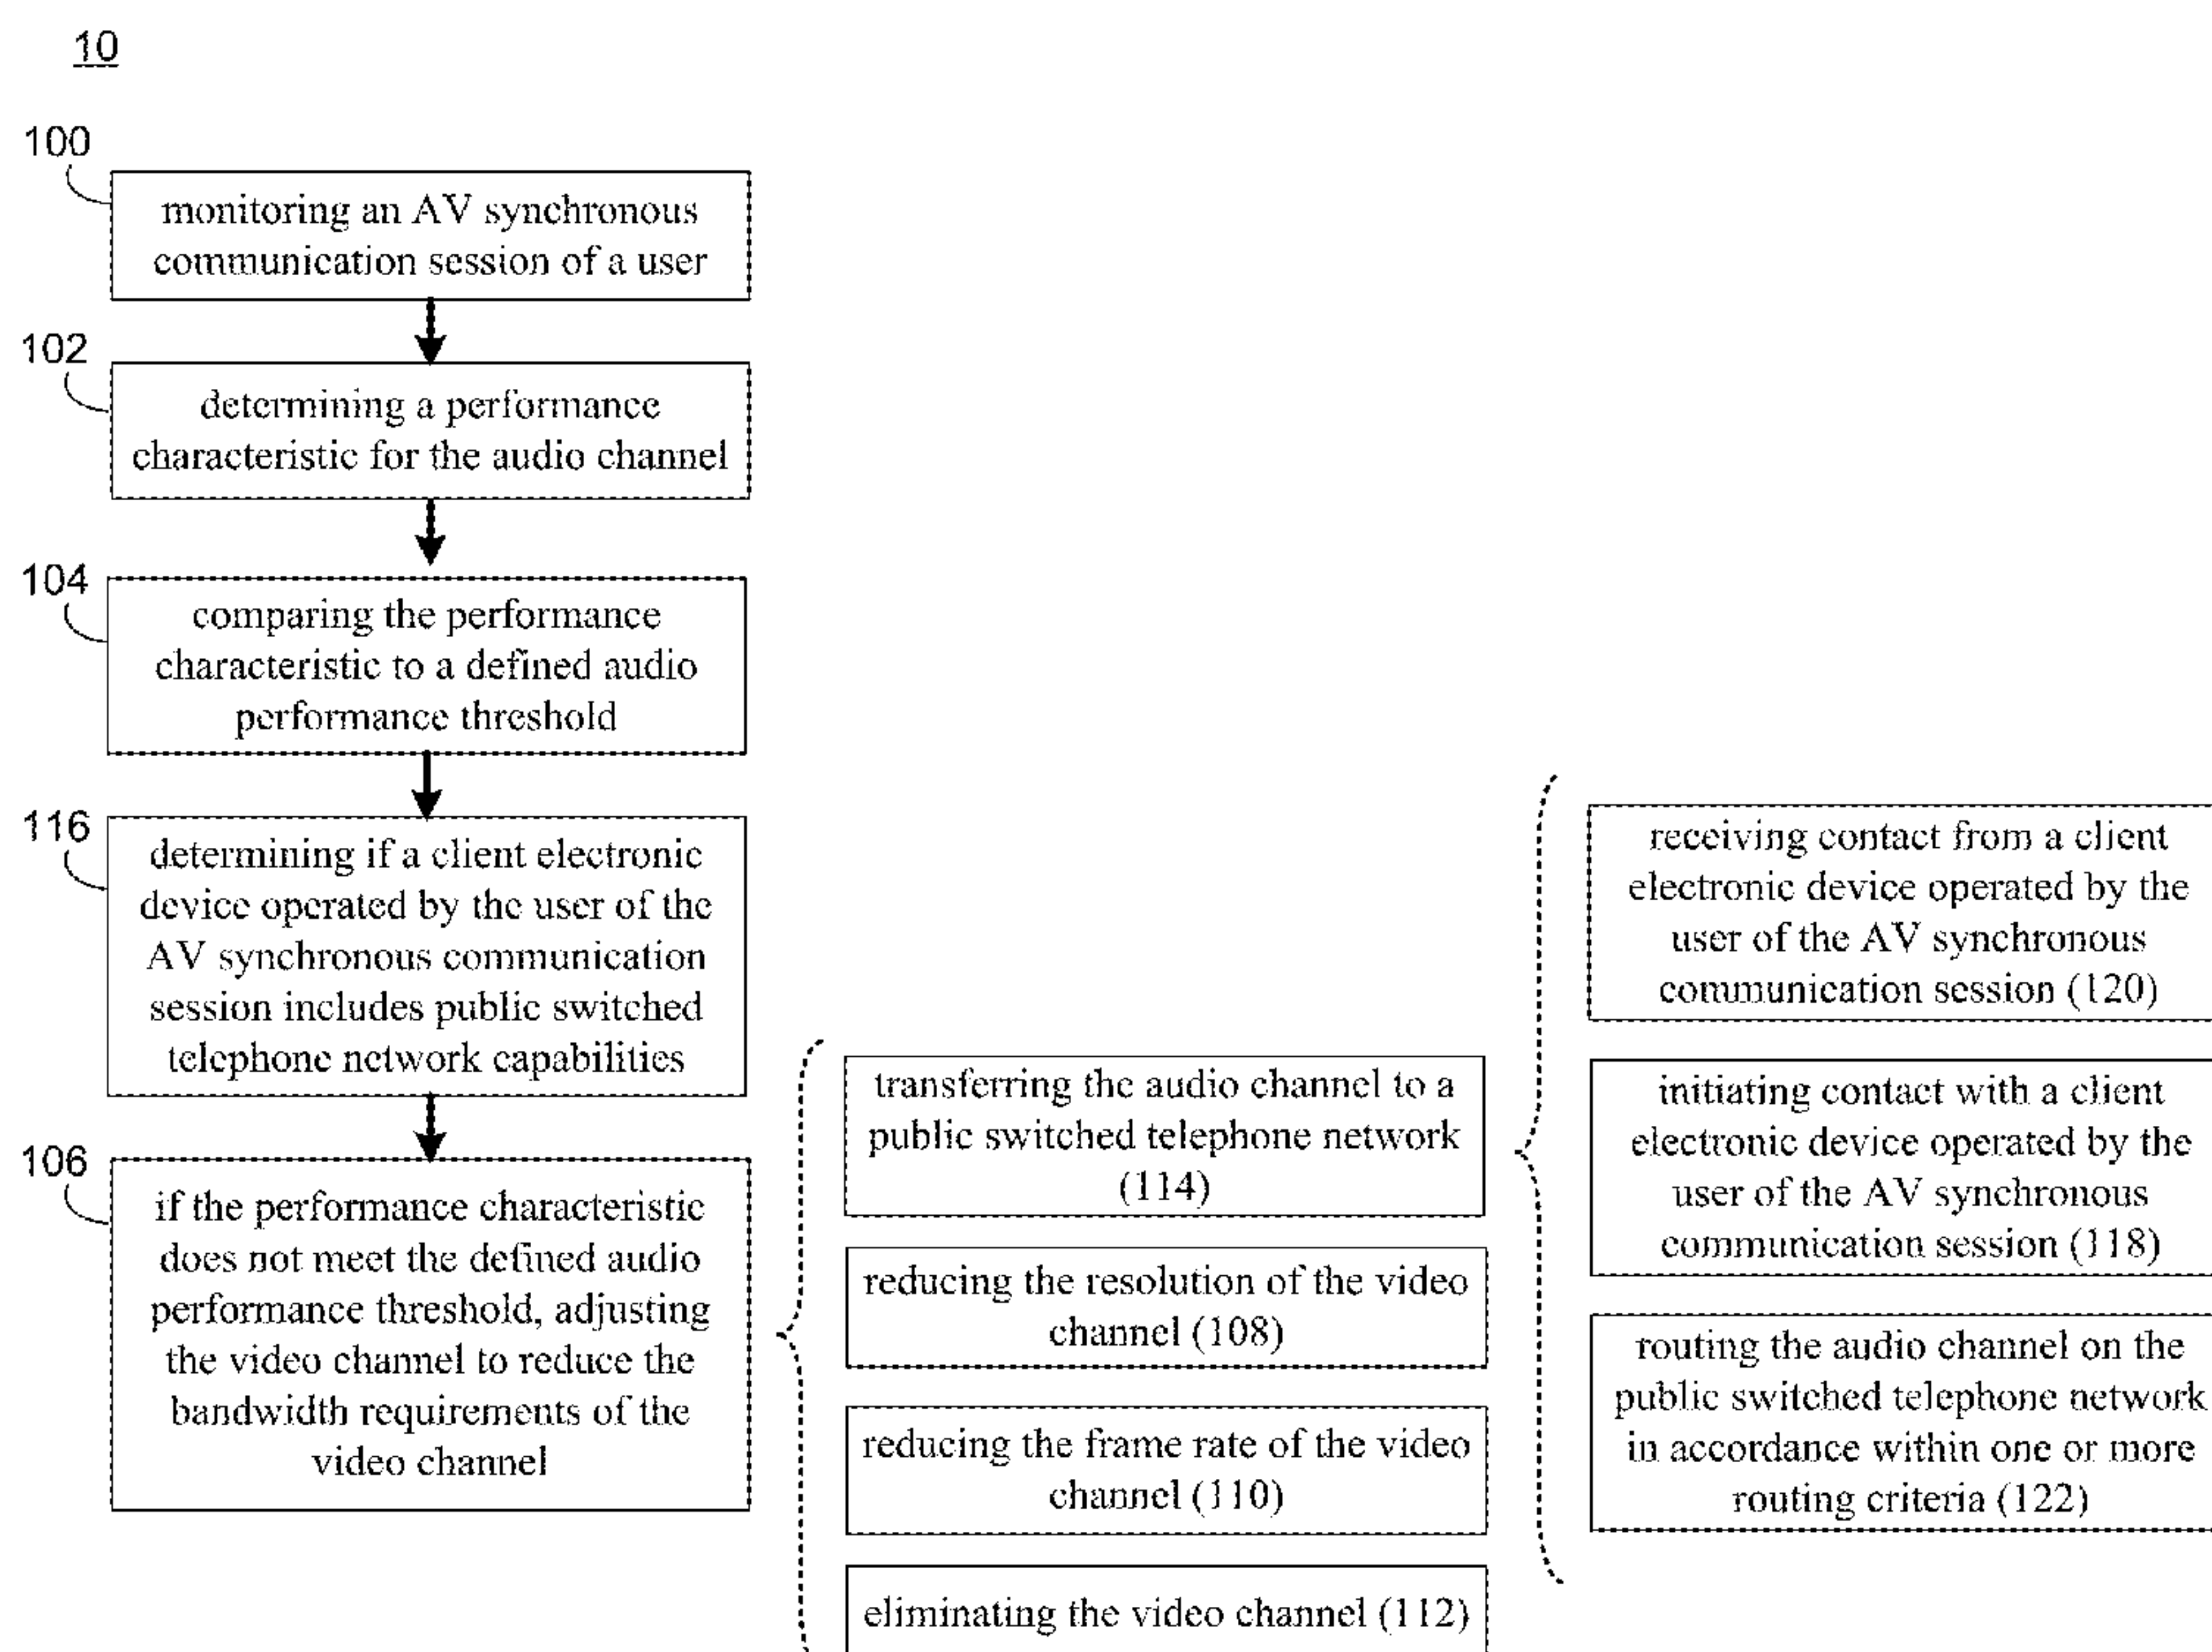 10
100
monitoring an AV synchronous
communication session of a user
102
determining a performance
characteristic for the audio channel
104
comparing the performance
characteristic to a defined audio
performance threshold
116
determining if a client electronic
device operated by the user of the
AV synchronous communication
session includes public switched
telephone network capabilities
106
if the performance characteristic
does not meet the defined audio
performance threshold, adjusting
the video channel to reduce the
bandwidth requirements of the
video channel
transferring the audio channel to a
public switched telephone network
(114)
reducing the resolution of the video
channel (108)
reducing the frame rate of the video
channel (110)
eliminating the video channel (112)
receiving contact from a client
electronic device operated by the
user of the AV synchronous
communication session (120)
initiating contact with a client
electronic device operated by the
user of the AV synchronous
communication session (118)
routing the audio channel on the
public switched telephone network
in accordance within one or more
routing criteria (122)